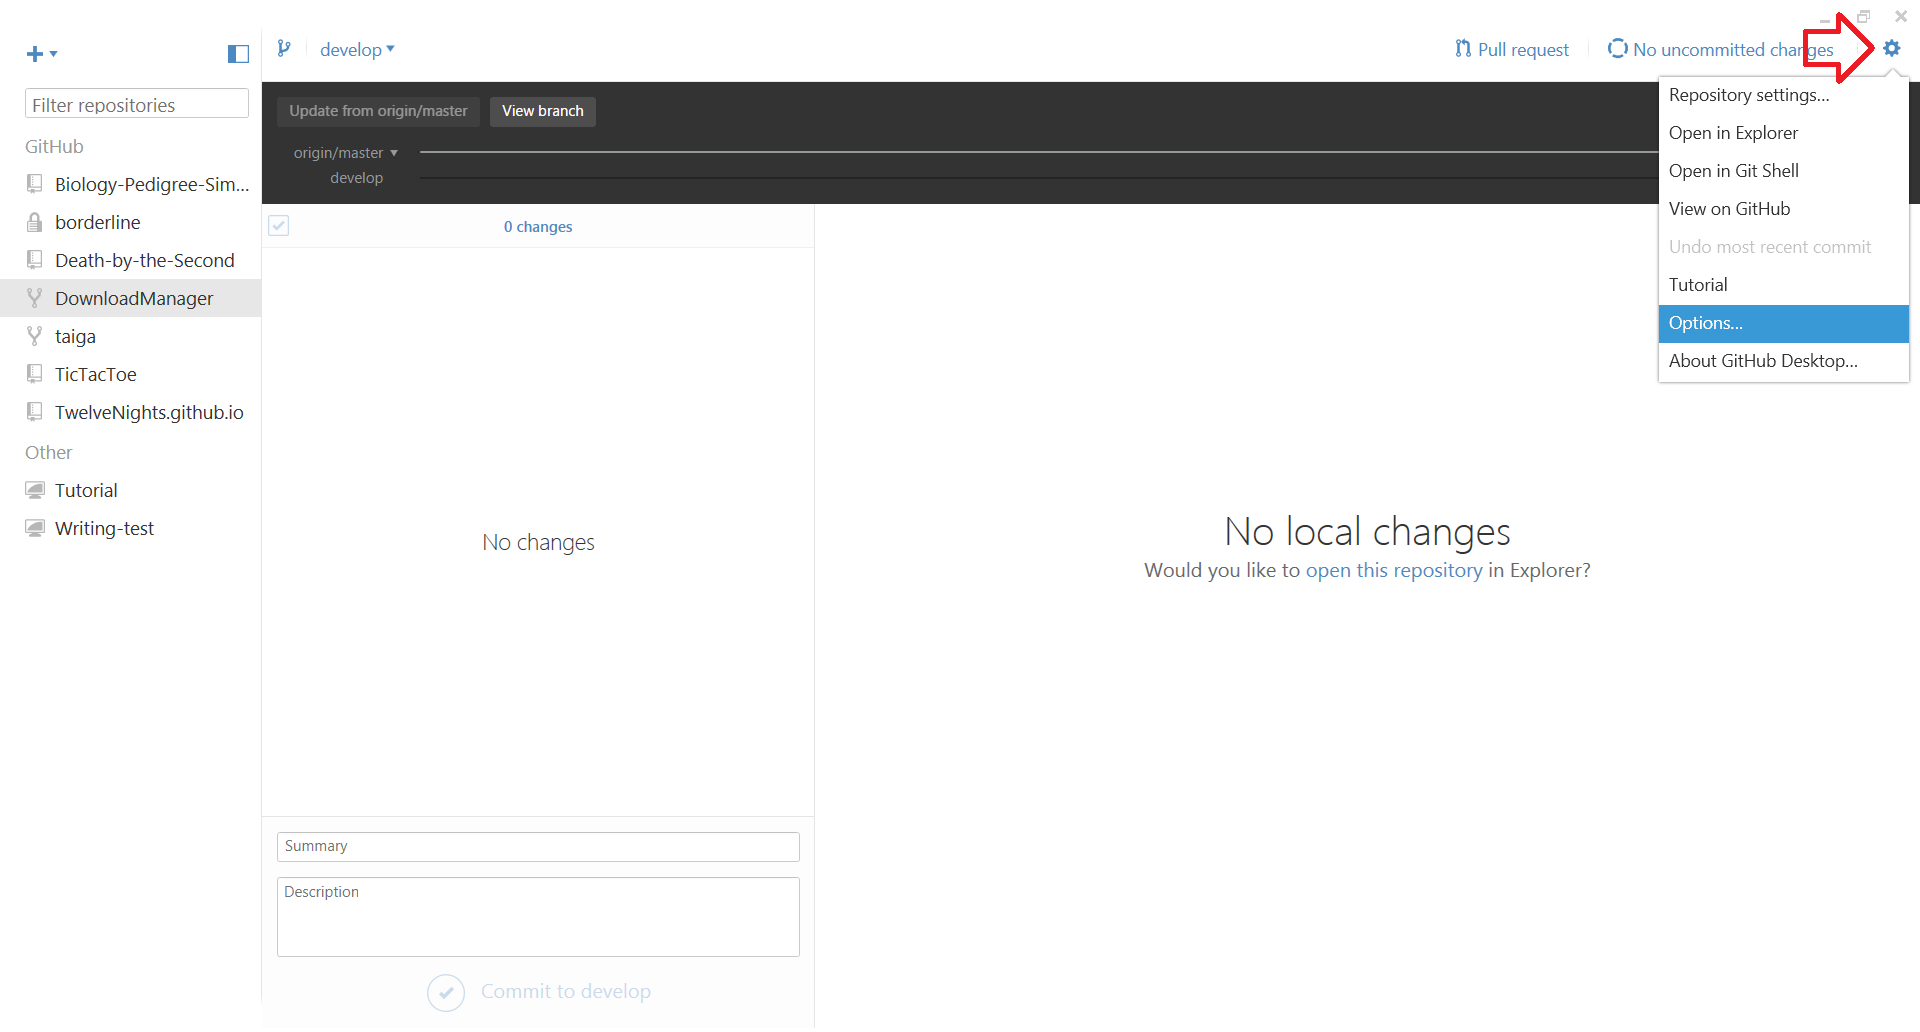 develop
Pull request
No uncommitted changes
Filter repositories
GitHub
Biology-Pedigree-Sim...
borderline
Death-by-the-Second
DownloadManager
taiga
TicTacToe
TwelveNights.github.io
Other
Tutorial
Writing-test
Update from origin/master
View branch
origin/master
develop
0 changes
No changes
Summary
Description
Commit to develop
No local changes
Would you like to open this repository in Explorer?
Repository settings...
Open in Explorer
Open in Git Shell
View on GitHub
Undo most recent commit
Tutorial
Options...
About GitHub Desktop...